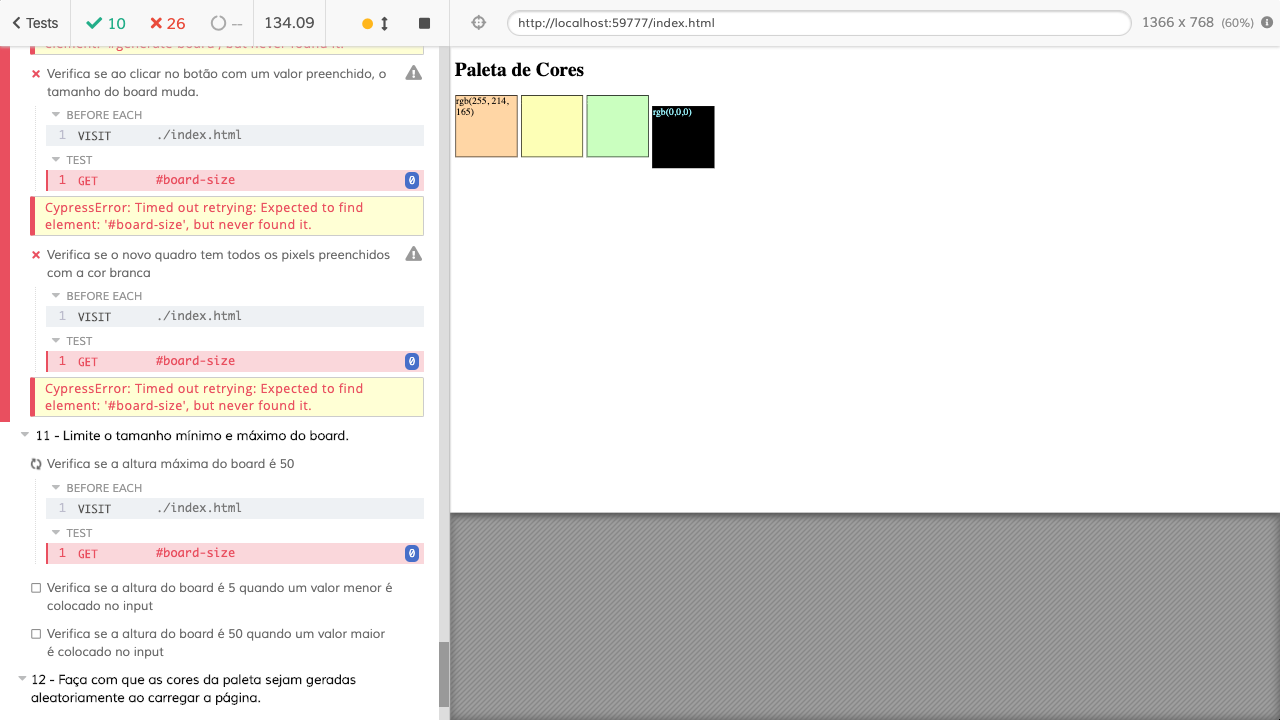 Tests
10
26
--
134.09
http://localhost:59777/index.html
1366 x 768 (60%)
element: '#generate-board', but never found it.
Verifica se ao clicar no botão com um valor preenchido, o
tamanho do board muda.
BEFORE EACH
1 VISIT ./index.html
TEST
1 GET #board-size 0
CypressError: Timed out retrying: Expected to find
element: '#board-size', but never found it.
Verifica se o novo quadro tem todos os pixels preenchidos
com a cor branca
BEFORE EACH
1 VISIT ./index.html
TEST
1 GET #board-size 0
CypressError: Timed out retrying: Expected to find
element: '#board-size', but never found it.
11 - Limite o tamanho mínimo e máximo do board.
Verifica se a altura máxima do board é 50
BEFORE EACH
1 VISIT ./index.html
TEST
1 GET #board-size 0
Verifica se a altura do board é 5 quando um valor menor é
colocado no input
Verifica se a altura do board é 50 quando um valor maior
é colocado no input
12 - Faça com que as cores da paleta sejam geradas
aleatoriamente ao carregar a página.
Paleta de Cores
rgb(255, 214,
165)
rgb(0,0,0)